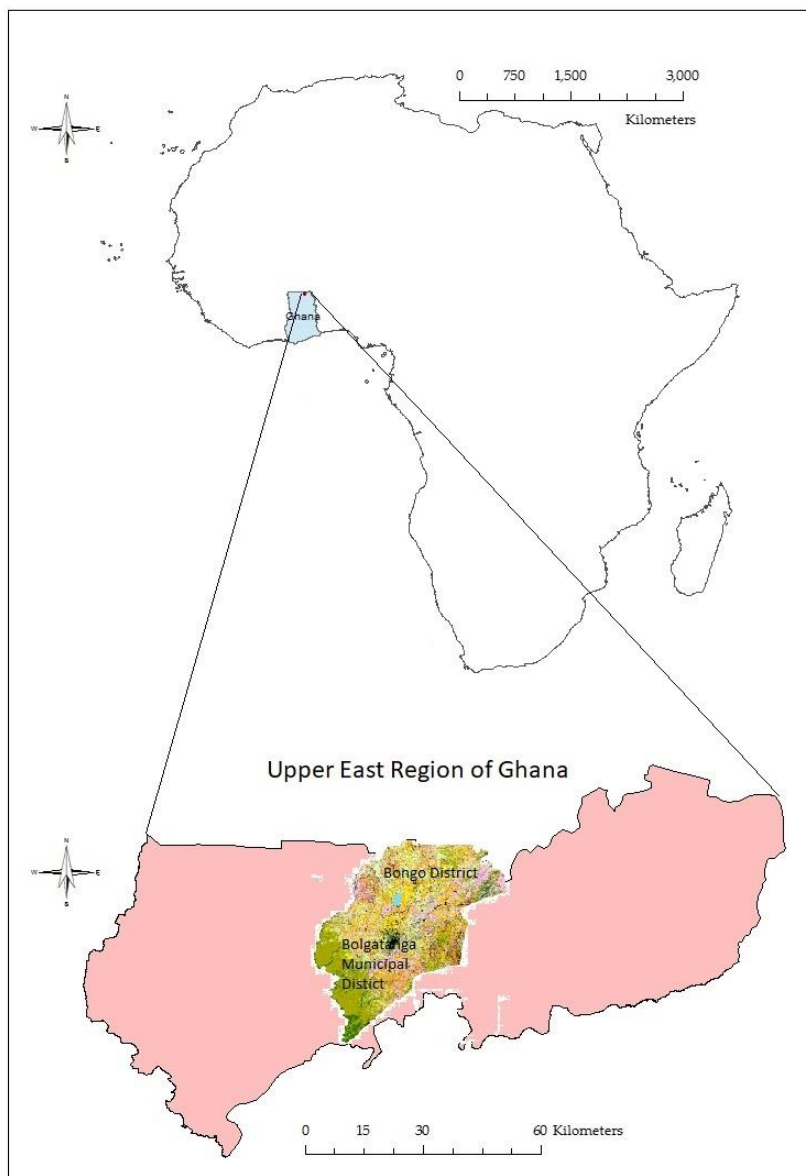 0 750 1,500 3,000
Kilometers
N
W E
S
Ghana
Upper East Region of Ghana
N
W E
S
Bongo District
Bolgatanga
Municipal
Distict
0 15 30 60 Kilometers